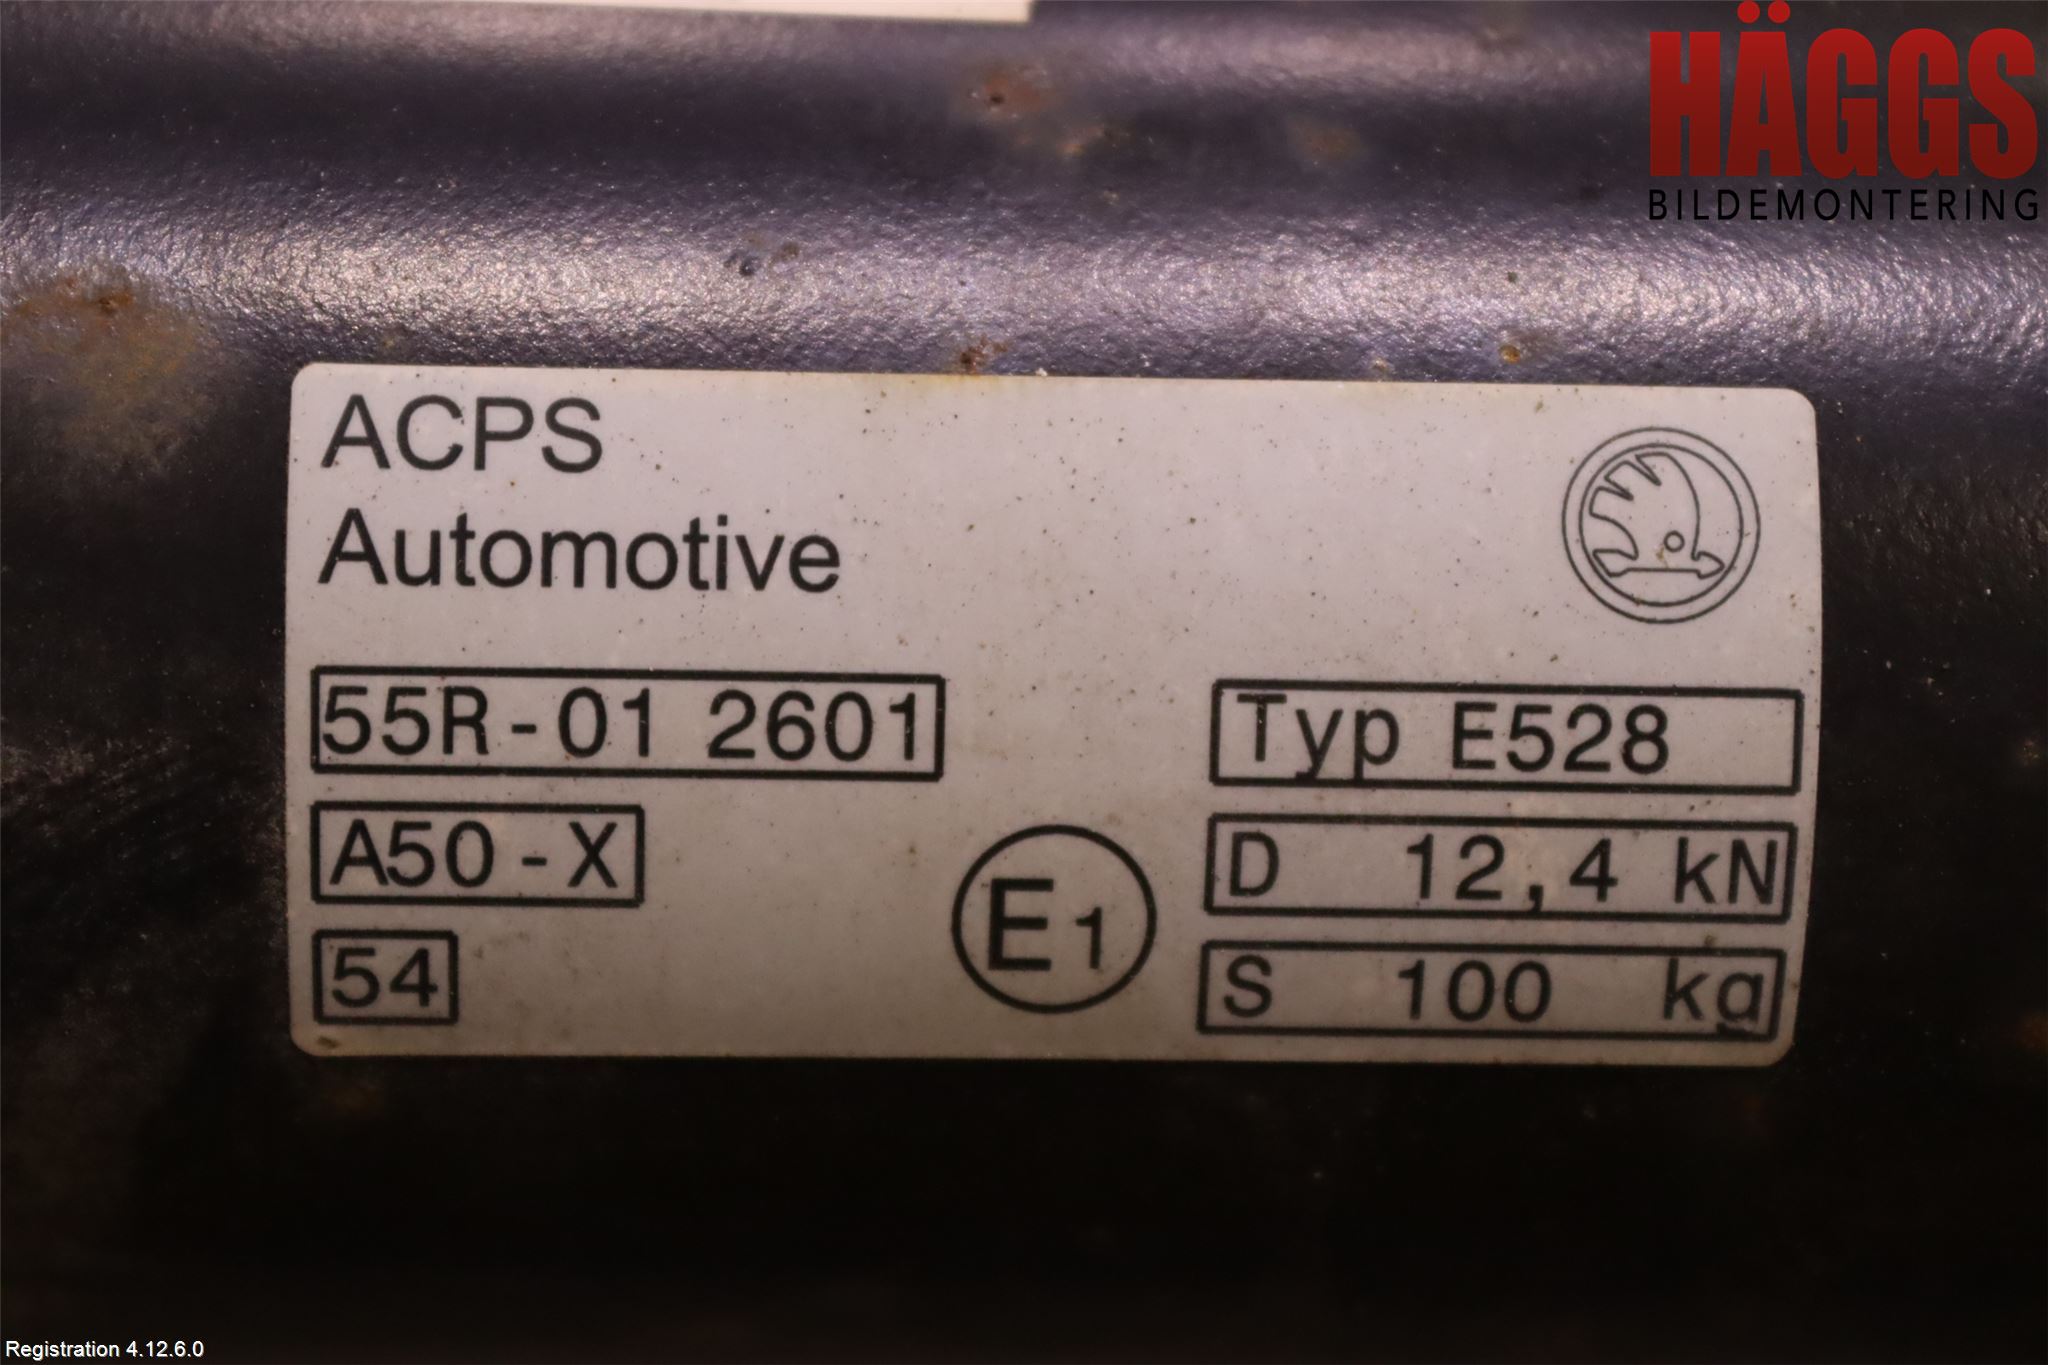 HÄGGS
BILDEMONTERING
ACPS
Automotive
55R-01 2601
Typ E528
A50-X
D 12,4 kN
E1
54
S 100 kg
Registration 4.12.6.0